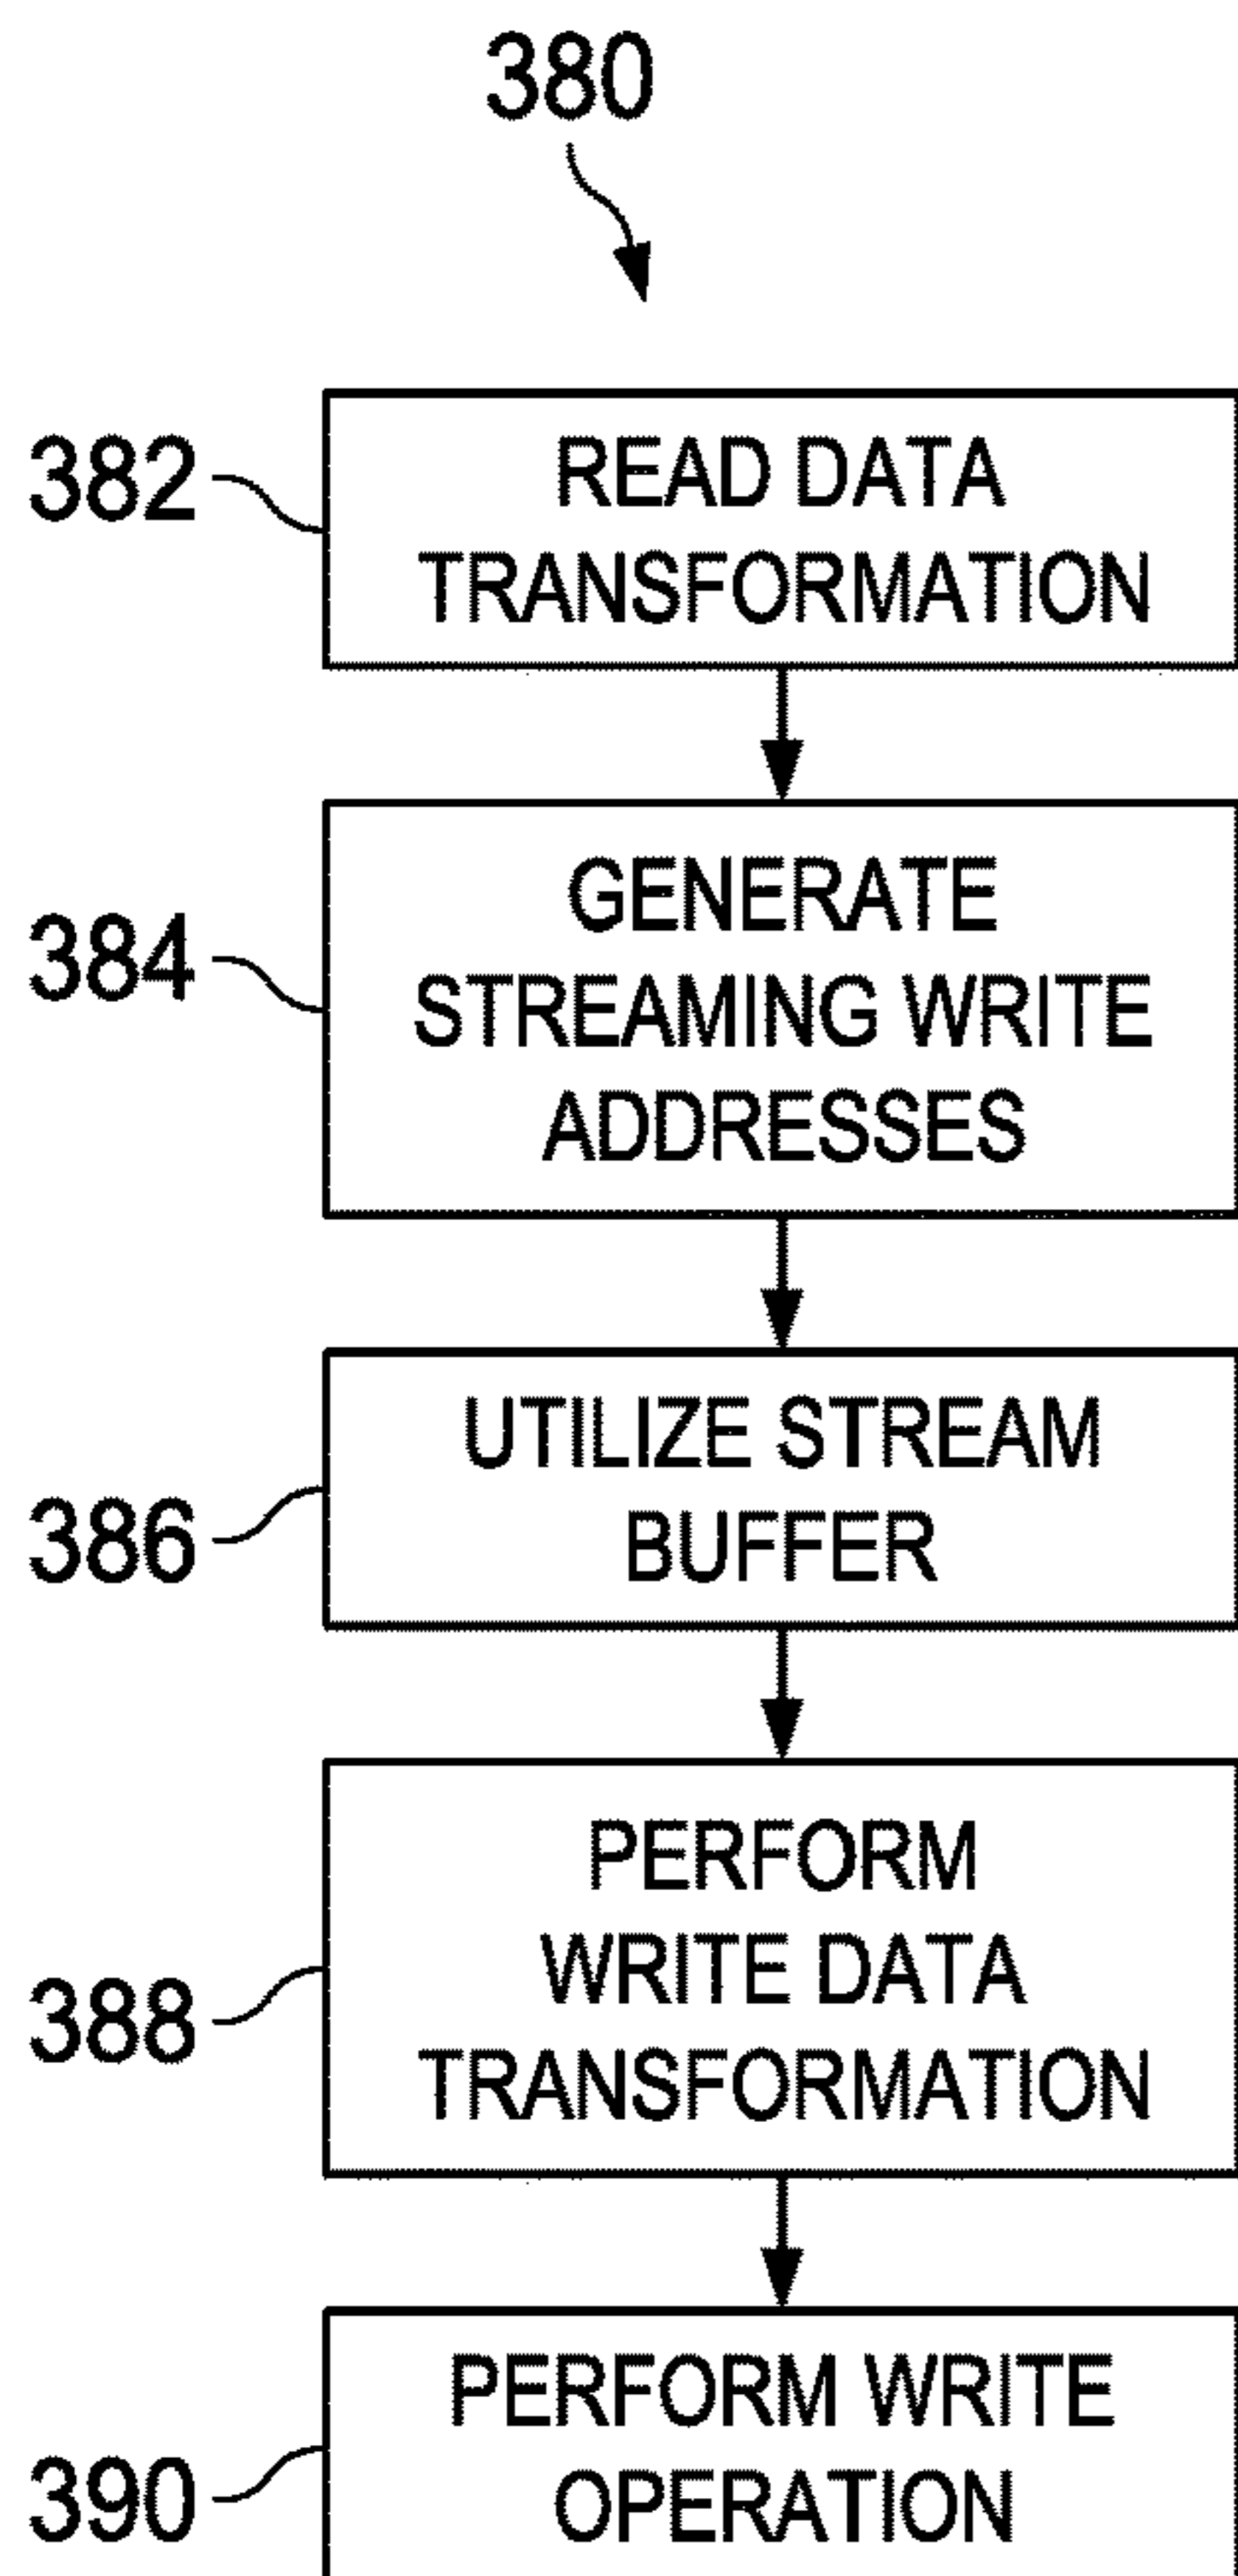 380
382
READ DATA
TRANSFORMATION
384
GENERATE
STREAMING WRITE
ADDRESSES
386
UTILIZE STREAM
BUFFER
388
PERFORM
WRITE DATA
TRANSFORMATION
390
PERFORM WRITE
OPERATION